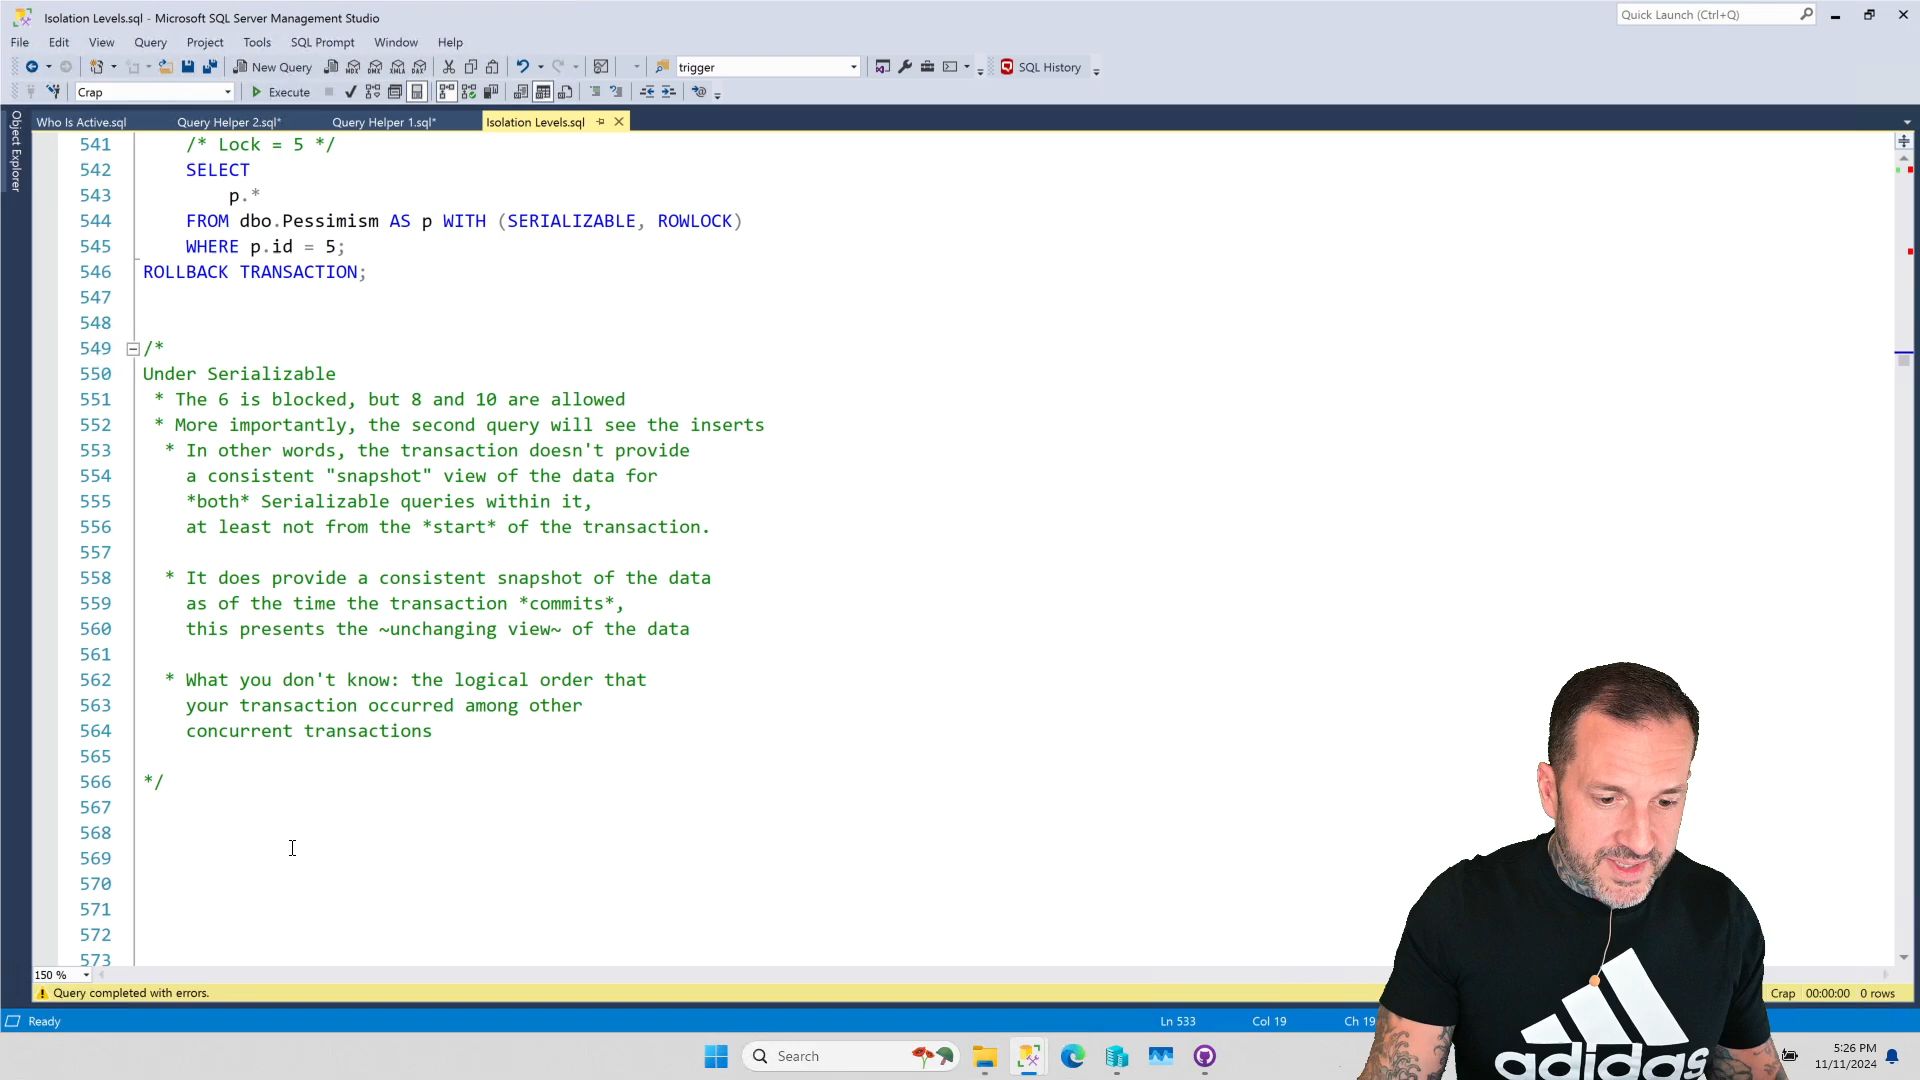 Isolation Levels.sql - Microsoft SQL Server Management Studio
Quick Launch (Ctrl+Q)
File Edit View Query Project Tools SQL Prompt Window Help
New Query
MDX DMX XMLA DAX
trigger
SQL History
Crap
Execute
Object Explorer
Who Is Active.sql Query Helper 2.sql* Query Helper 1.sql* Isolation Levels.sql
541 /* Lock = 5 */
542 SELECT
543 p.*
544 FROM dbo.Pessimism AS p WITH (SERIALIZABLE, ROWLOCK)
545 WHERE p.id = 5;
546 ROLLBACK TRANSACTION;
547
548
549 /*
550 Under Serializable
551 * The 6 is blocked, but 8 and 10 are allowed
552 * More importantly, the second query will see the inserts
553 * In other words, the transaction doesn't provide
554 a consistent "snapshot" view of the data for
555 *both* Serializable queries within it,
556 at least not from the *start* of the transaction.
557
558 * It does provide a consistent snapshot of the data
559 as of the time the transaction *commits*,
560 this presents the ~unchanging view~ of the data
561
562 * What you don't know: the logical order that
563 your transaction occurred among other
564 concurrent transactions
565
566 */
567
568
569
570
571
572
573
150 %
Query completed with errors.
Crap 00:00:00 0 rows
Ready
Ln 533 Col 19 Ch 19
Search
5:26 PM
11/11/2024
adidas